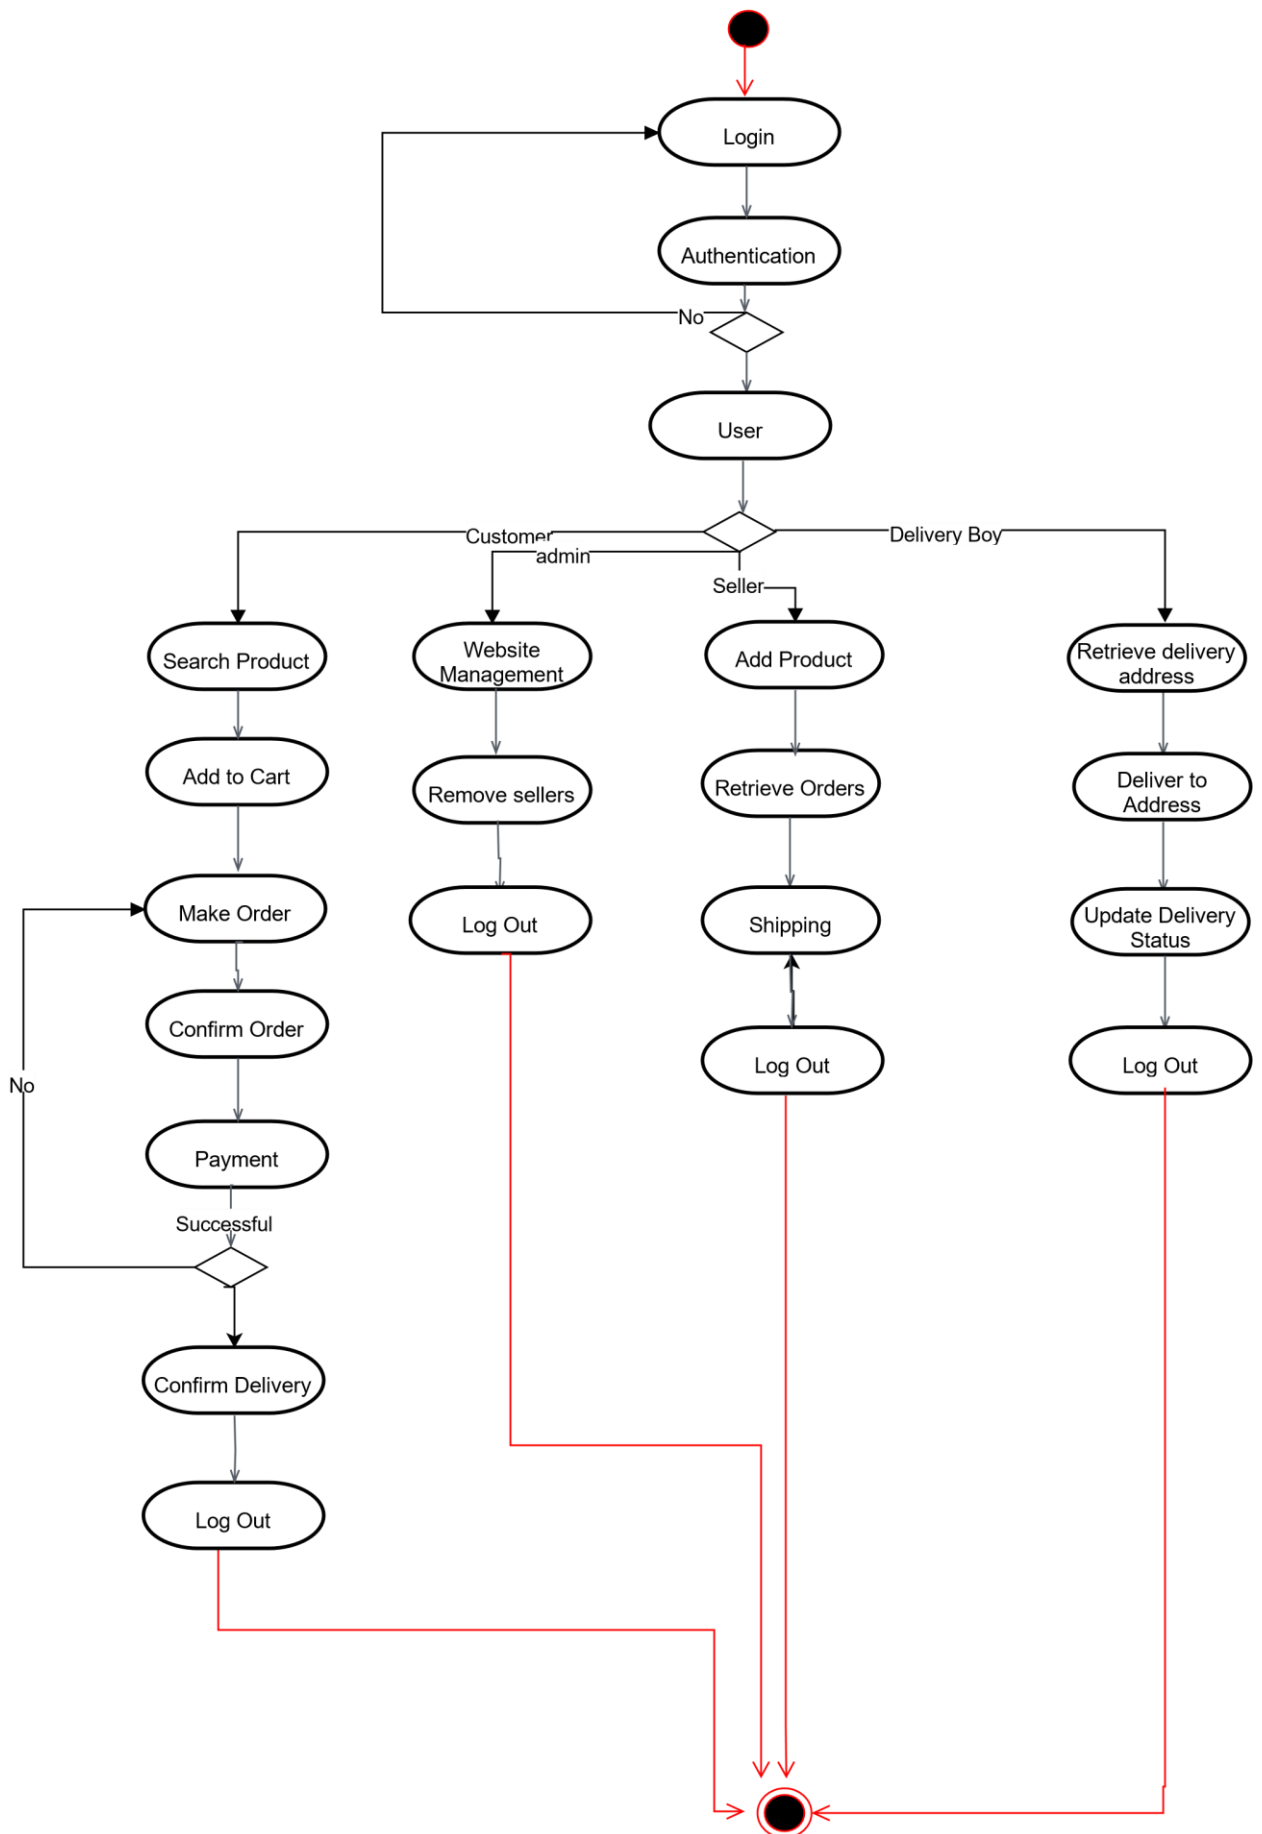 Login
Authentication
No
User
Customer
admin
Delivery Boy
Seller
Search Product
Website
Management
Add Product
Retrieve delivery
address
Add to Cart
Remove sellers
Retrieve Orders
Deliver to
Address
Make Order
Log Out
Shipping
Update Delivery
Status
Confirm Order
Log Out
Log Out
No
Payment
Successful
Confirm Delivery
Log Out